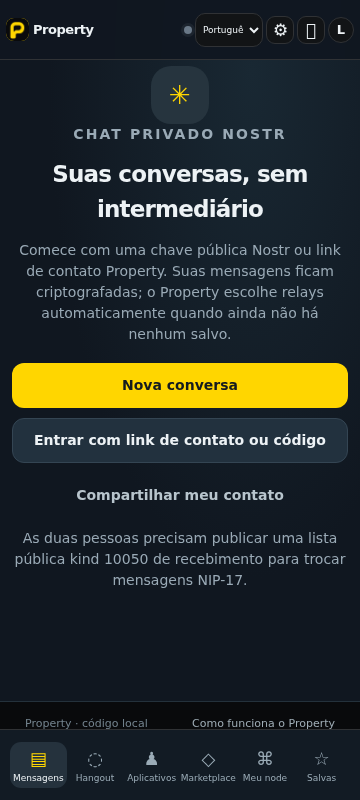 Property
Portuguê
L
CHAT PRIVADO NOSTR
Suas conversas, sem
intermediário
Comece com uma chave pública Nostr ou link
de contato Property. Suas mensagens ficam
criptografadas; o Property escolhe relays
automaticamente quando ainda não há
nenhum salvo.
Nova conversa
Entrar com link de contato ou código
Compartilhar meu contato
As duas pessoas precisam publicar uma lista
pública kind 10050 de recebimento para trocar
mensagens NIP-17.
Property · código local
Como funciona o Property
Mensagens
Hangout
Aplicativos
Marketplace
Meu node
Salvas